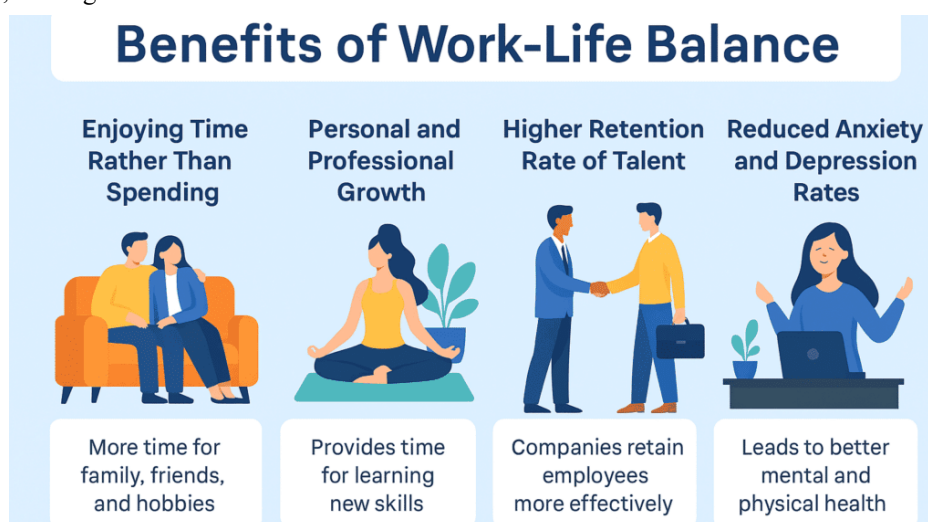 Benefits of Work-Life Balance
Enjoying Time
Rather Than
Spending
Personal and
Professional
Growth
Higher Retention
Rate of Talent
Reduced Anxiety
and Depression
Rates
More time for
family, friends,
and hobbies
Provides time
for learning
new skills
Companies retain
employees
more effectively
Leads to better
mental and
physical health